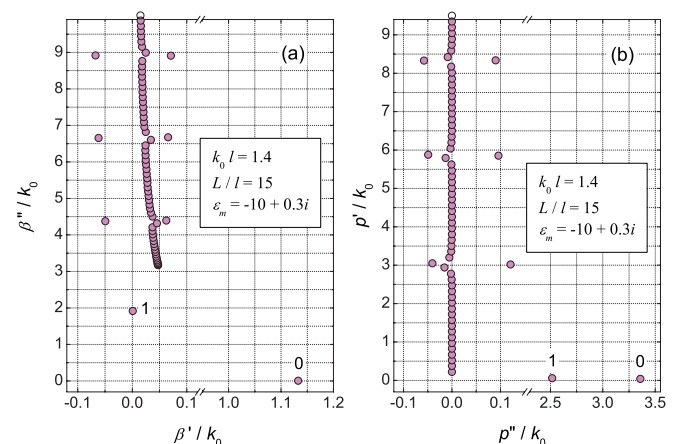 (a)
β'' / k₀
9
8
7
6
5
4
3
2
1
0
k₀ l = 1.4
L / l = 15
εₘ = -10 + 0.3i
1
0
-0.1 0.0 0.1 1.1 1.2
β' / k₀
(b)
p' / k₀
9
8
7
6
5
4
3
2
1
0
k₀ l = 1.4
L / l = 15
εₘ = -10 + 0.3i
1 0
-0.1 0.0 0.1 2.5 3.0 3.5
p'' / k₀